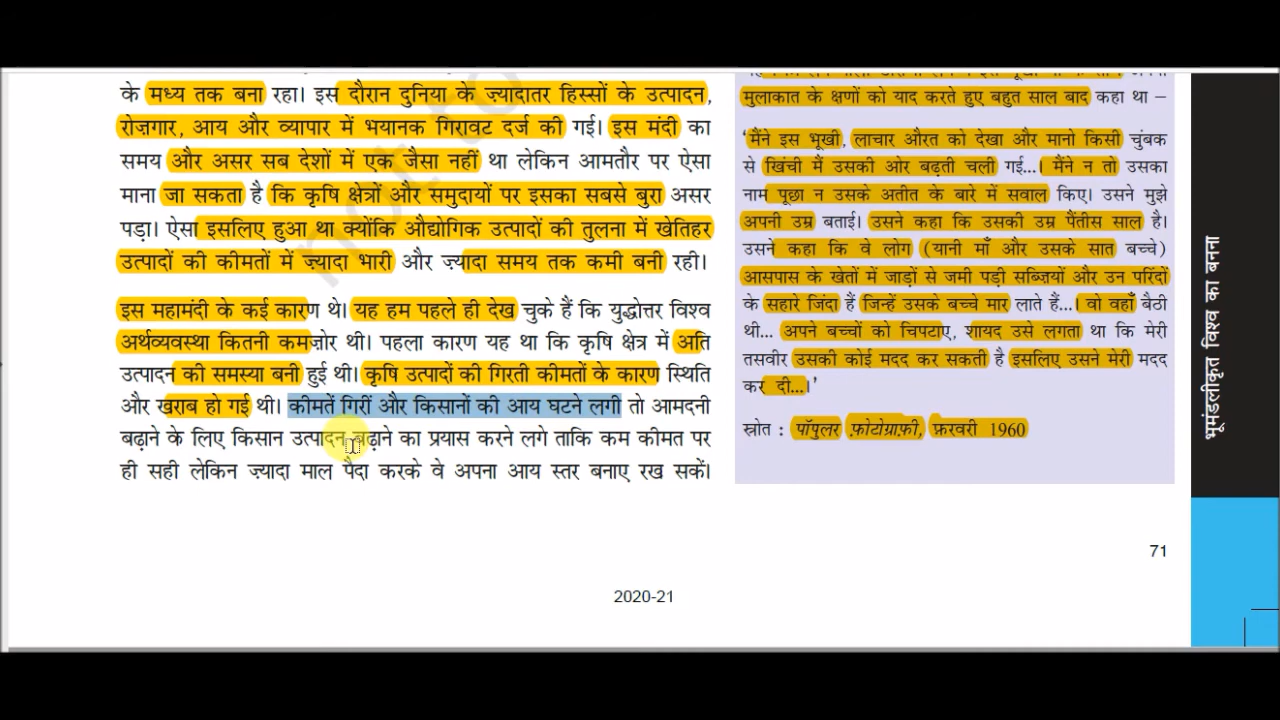 के मध्य तक बना रहा। इस दौरान दुनिया के ज़्यादातर हिस्सों के उत्पादन,
रोज़गार, आय और व्यापार में भयानक गिरावट दर्ज की गई। इस मंदी का
समय और असर सब देशों में एक जैसा नहीं था लेकिन आमतौर पर ऐसा
माना जा सकता है कि कृषि क्षेत्रों और समुदायों पर इसका सबसे बुरा असर
पड़ा। ऐसा इसलिए हुआ था क्योंकि औद्योगिक उत्पादों की तुलना में खेतिहर
उत्पादों की कीमतों में ज़्यादा भारी और ज़्यादा समय तक कमी बनी रही।
इस महामंदी के कई कारण थे। यह हम पहले ही देख चुके हैं कि युद्धोत्तर विश्व
अर्थव्यवस्था कितनी कमज़ोर थी। पहला कारण यह था कि कृषि क्षेत्र में अति
उत्पादन की समस्या बनी हुई थी। कृषि उत्पादों की गिरती कीमतों के कारण स्थिति
और खराब हो गई थी। कीमतें गिरीं और किसानों की आय घटने लगी तो आमदनी
बढ़ाने के लिए किसान उत्पादन बढ़ाने का प्रयास करने लगे ताकि कम कीमत पर
ही सही लेकिन ज़्यादा माल पैदा करके वे अपना आय स्तर बनाए रख सकें।
मुलाकात के क्षणों को याद करते हुए बहुत साल बाद कहा था –
'मैंने इस भूखी, लाचार औरत को देखा और मानो किसी चुंबक
से खिंची मैं उसकी ओर बढ़ती चली गई...। मैंने न तो उसका
नाम पूछा न उसके अतीत के बारे में सवाल किए। उसने मुझे
अपनी उम्र बताई। उसने कहा कि उसकी उम्र पैंतीस साल है।
उसने कहा कि वे लोग (यानी माँ और उसके सात बच्चे)
आसपास के खेतों में जाड़ों से जमी पड़ी सब्ज़ियों और उन परिंदों
के सहारे जिंदा हैं जिन्हें उसके बच्चे मार लाते हैं...। वो वहाँ बैठी
थी... अपने बच्चों को चिपटाए, शायद उसे लगता था कि मेरी
तसवीर उसकी कोई मदद कर सकती है इसलिए उसने मेरी मदद
कर दी...।'
स्रोत : पॉपुलर फ़ोटोग्राफ़ी, फ़रवरी 1960
भूमंडलीकृत विश्व का बनना
71
2020-21